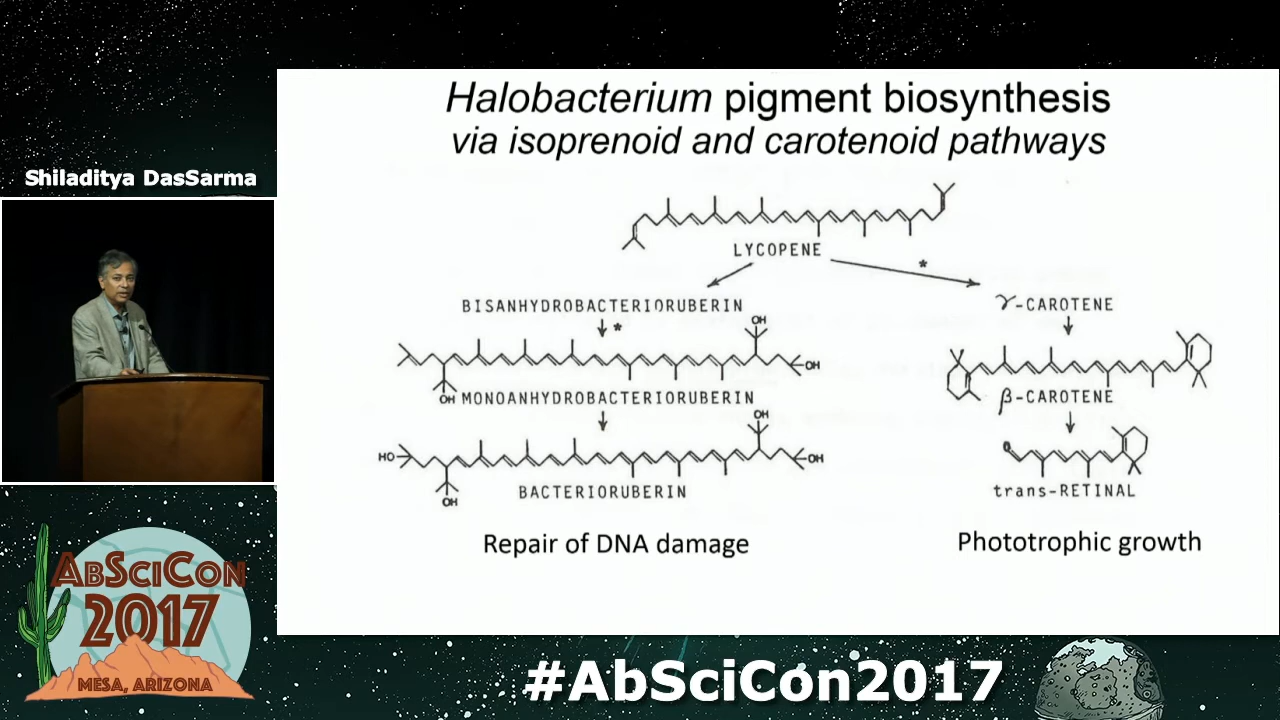 Halobacterium pigment biosynthesis
via isoprenoid and carotenoid pathways
Shiladitya DasSarma
LYCOPENE
*
BISANHYDROBACTERIORUBERIN
*
OH
OH
OH
MONOANHYDROBACTERIORUBERIN
OH
HO
OH
OH
BACTERIORUBERIN
Repair of DNA damage
γ-CAROTENE
β-CAROTENE
O
trans-RETINAL
Phototrophic growth
ABSCICON
2017
MESA, ARIZONA
#AbSciCon2017